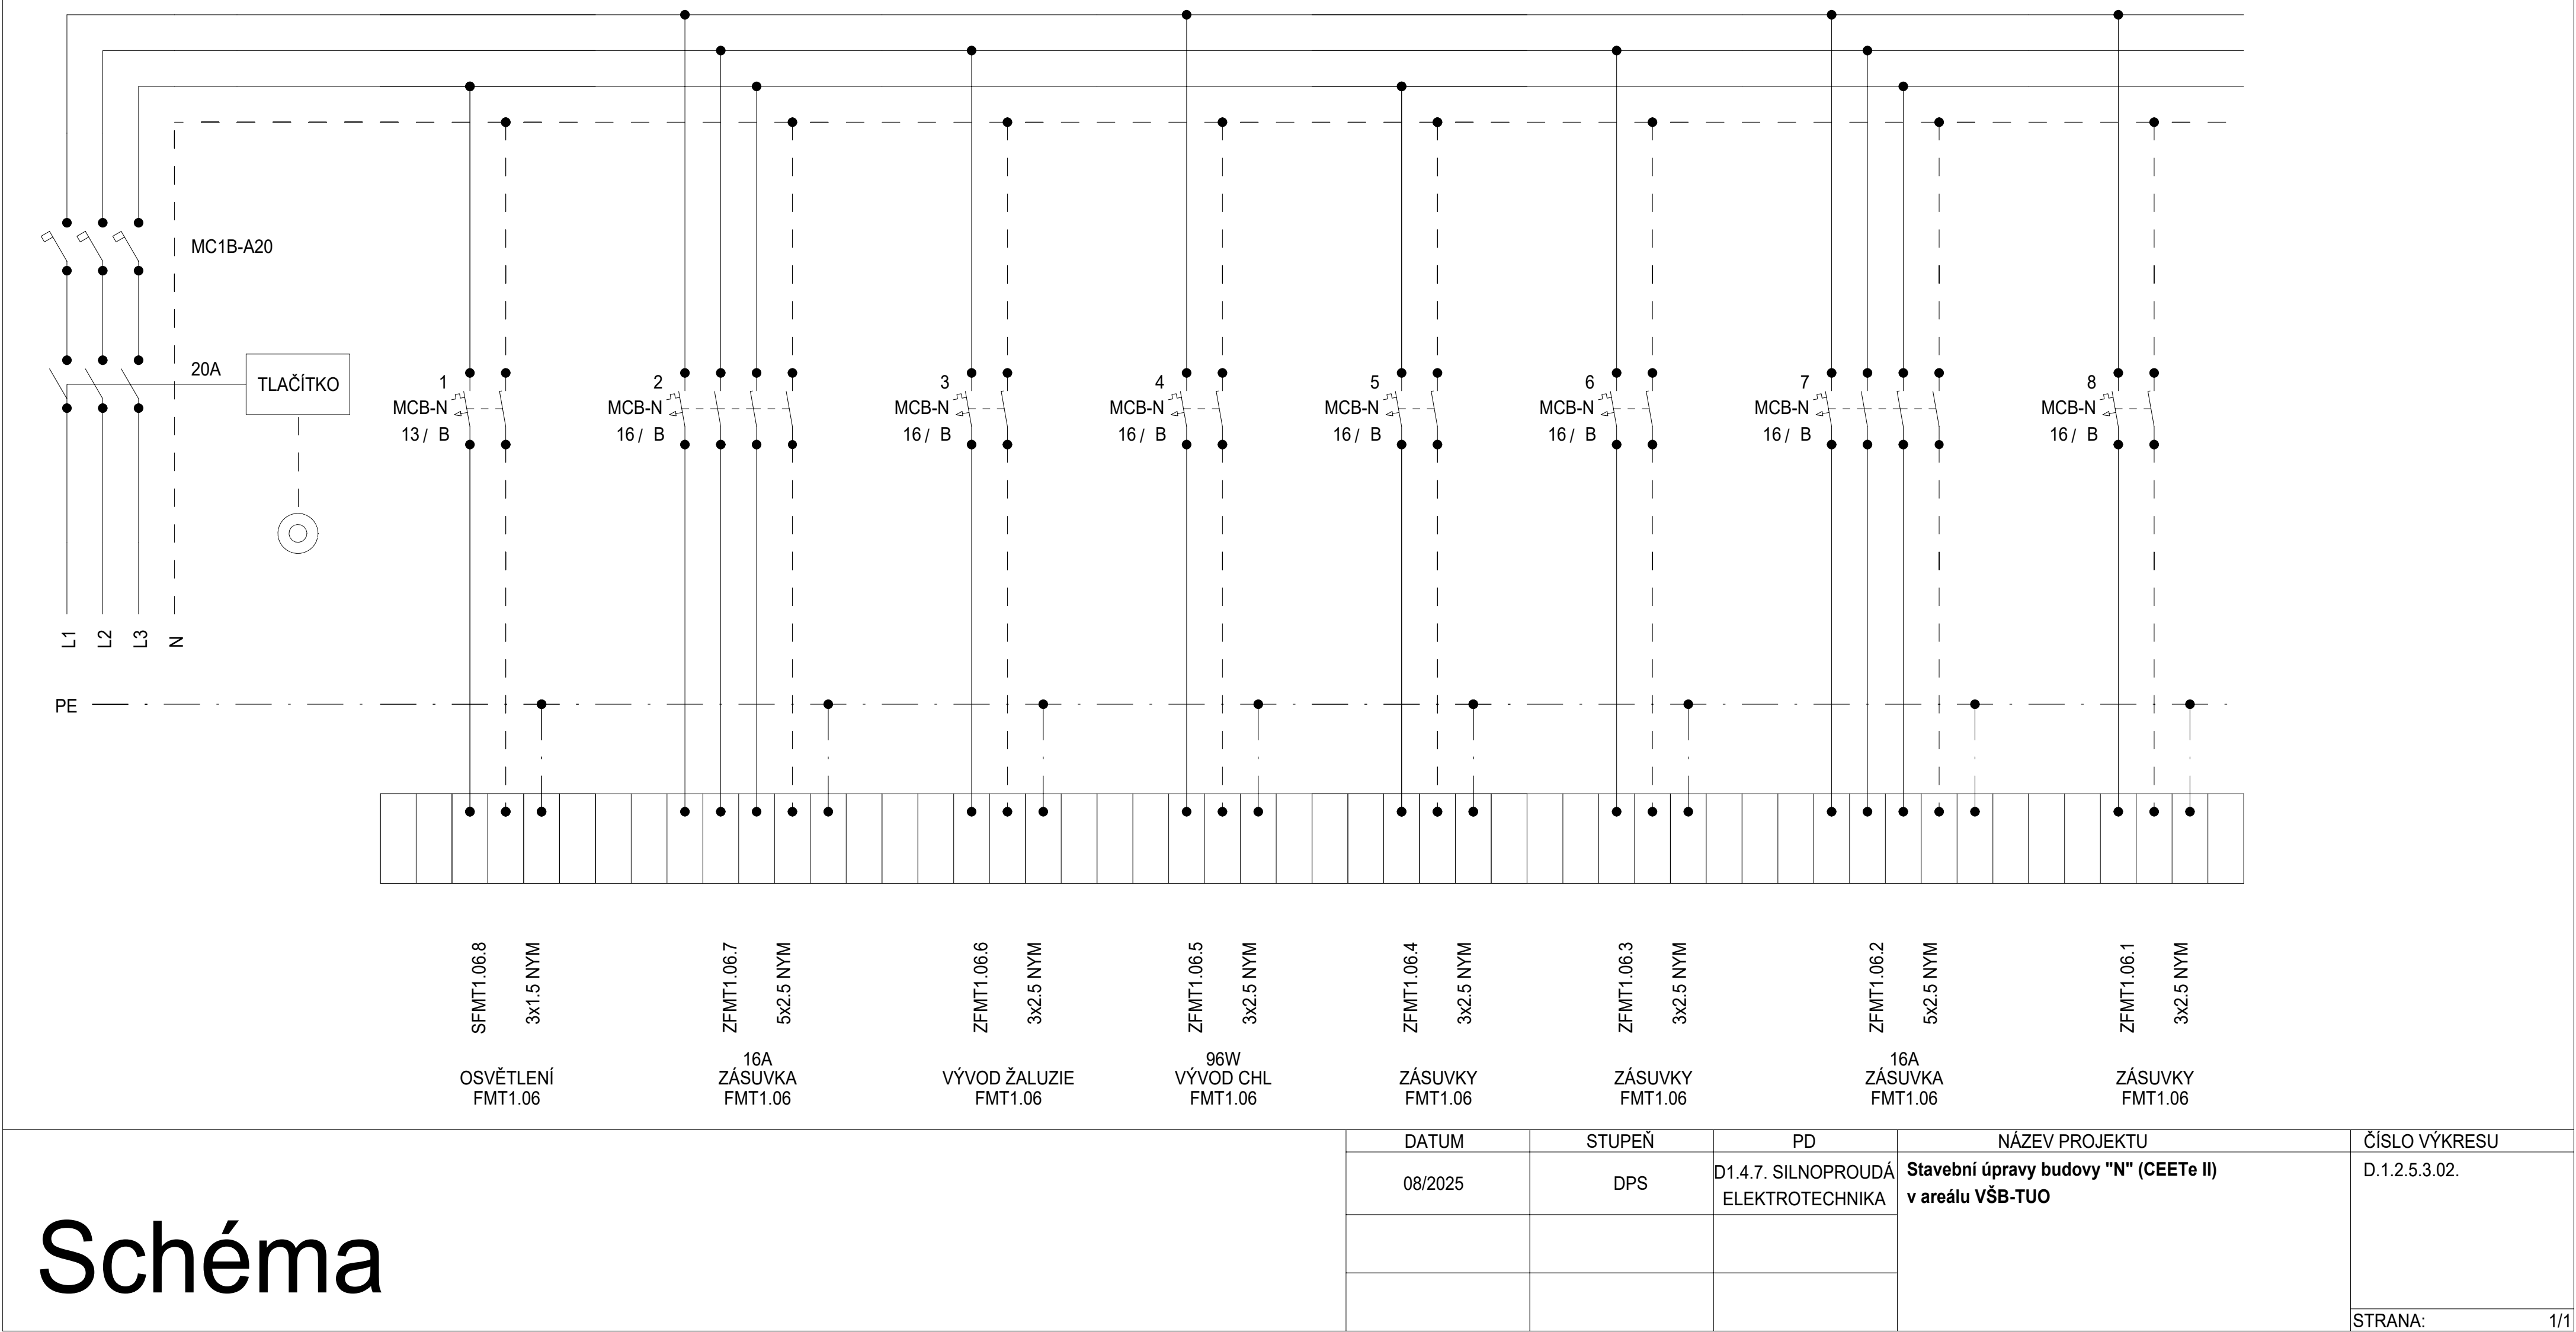 MC1B-A20
20A
TLAČÍTKO
L1
L2
L3
N
PE
1
MCB-N
13 / B
2
MCB-N
16 / B
3
MCB-N
16 / B
4
MCB-N
16 / B
5
MCB-N
16 / B
6
MCB-N
16 / B
7
MCB-N
16 / B
8
MCB-N
16 / B
SFMT1.06.8
3x1.5 NYM
OSVĚTLENÍ
FMT1.06
ZFMT1.06.7
5x2.5 NYM
16A
ZÁSUVKA
FMT1.06
ZFMT1.06.6
3x2.5 NYM
VÝVOD ŽALUZIE
FMT1.06
ZFMT1.06.5
3x2.5 NYM
96W
VÝVOD CHL
FMT1.06
ZFMT1.06.4
3x2.5 NYM
ZÁSUVKY
FMT1.06
ZFMT1.06.3
3x2.5 NYM
ZÁSUVKY
FMT1.06
ZFMT1.06.2
5x2.5 NYM
16A
ZÁSUVKA
FMT1.06
ZFMT1.06.1
3x2.5 NYM
ZÁSUVKY
FMT1.06
Schéma
DATUM
08/2025
STUPEŇ
DPS
PD
D1.4.7. SILNOPROUDÁ
ELEKTROTECHNIKA
NÁZEV PROJEKTU
Stavební úpravy budovy "N" (CEETe II)
v areálu VŠB-TUO
ČÍSLO VÝKRESU
D.1.2.5.3.02.
STRANA: 1/1